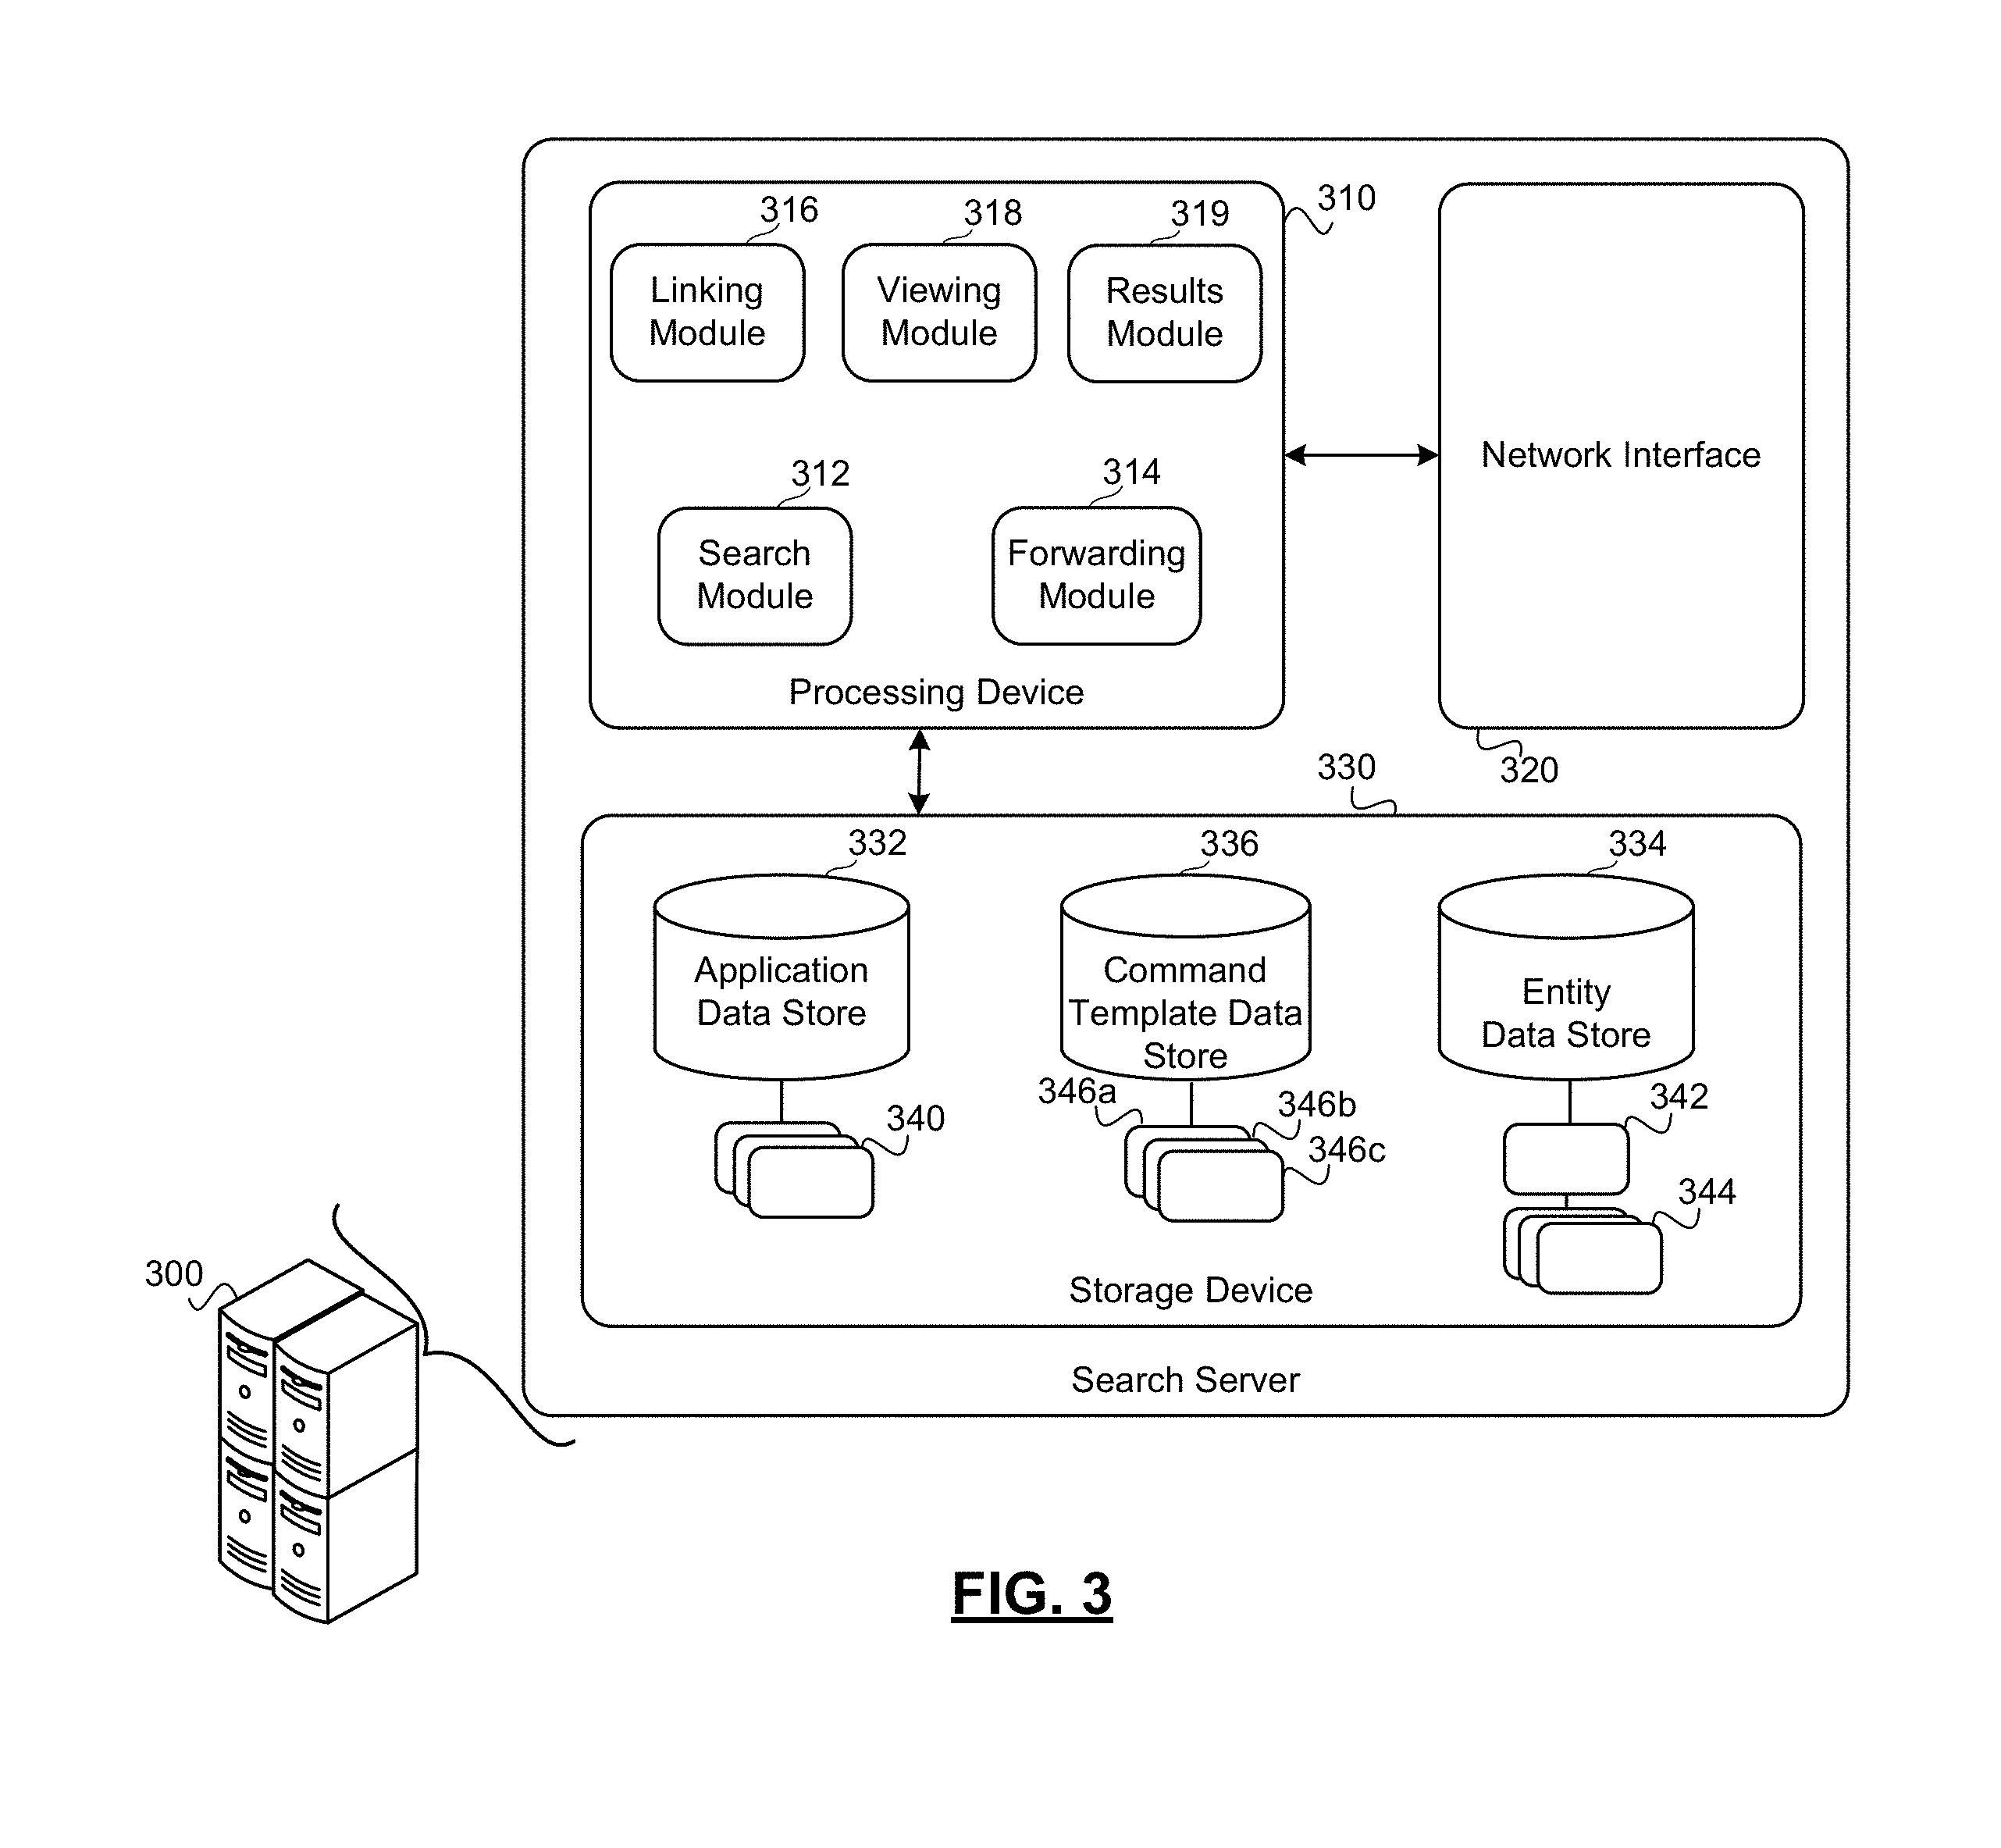 310
316
318
319
Linking
Module
Viewing
Module
Results
Module
Network Interface
312
314
Search
Module
Forwarding
Module
Processing Device
320
330
332
336
334
Application
Data Store
Command
Template Data
Store
Entity
Data Store
346a
346b
346c
340
342
344
Storage Device
300
Search Server
FIG. 3